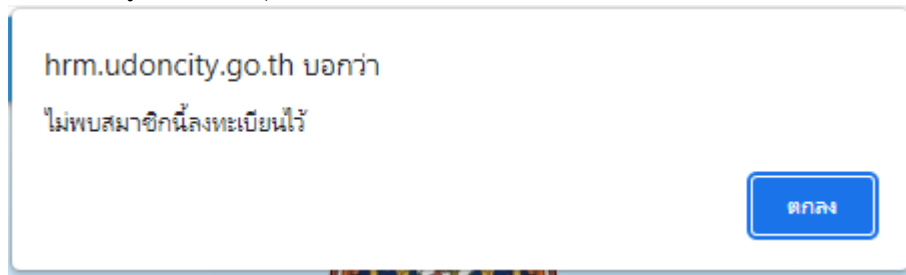 hrm.udoncity.go.th บอกว่า
ไม่พบสมาชิกนี้ลงทะเบียนไว้
ตกลง